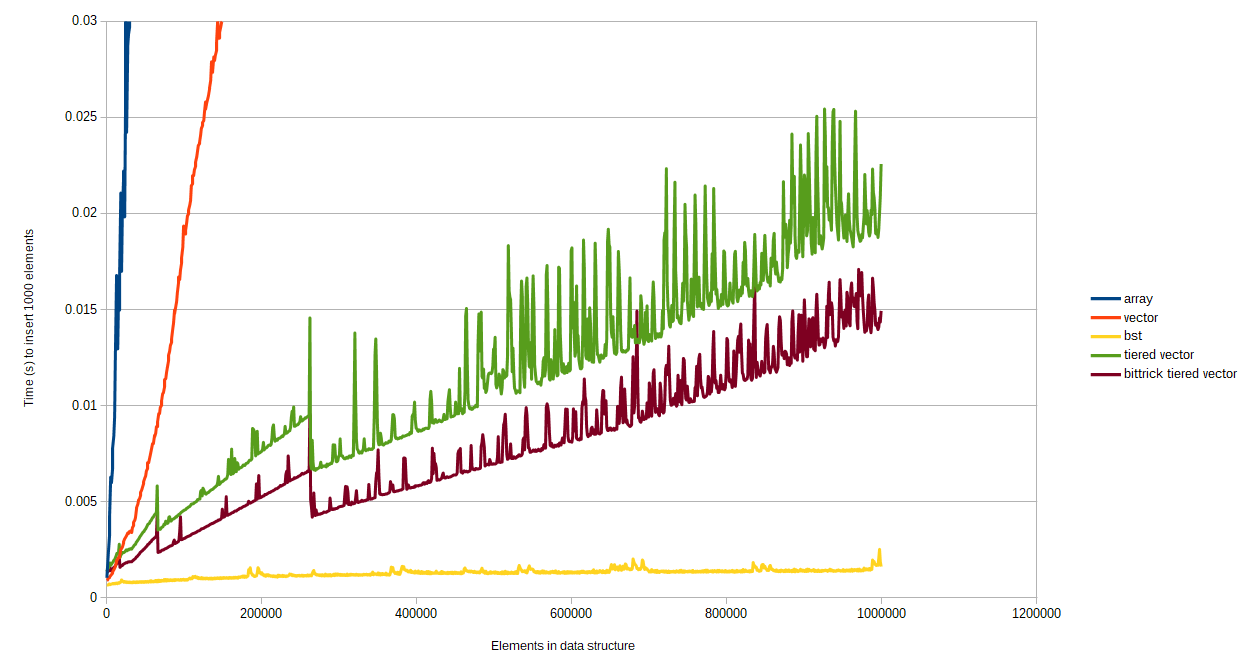 0.03
0.025
0.02
0.015
0.01
0.005
0
Time (s) to insert 1000 elements
0 200000 400000 600000 800000 1000000 1200000
Elements in data structure
array
vector
bst
tiered vector
bittrick tiered vector